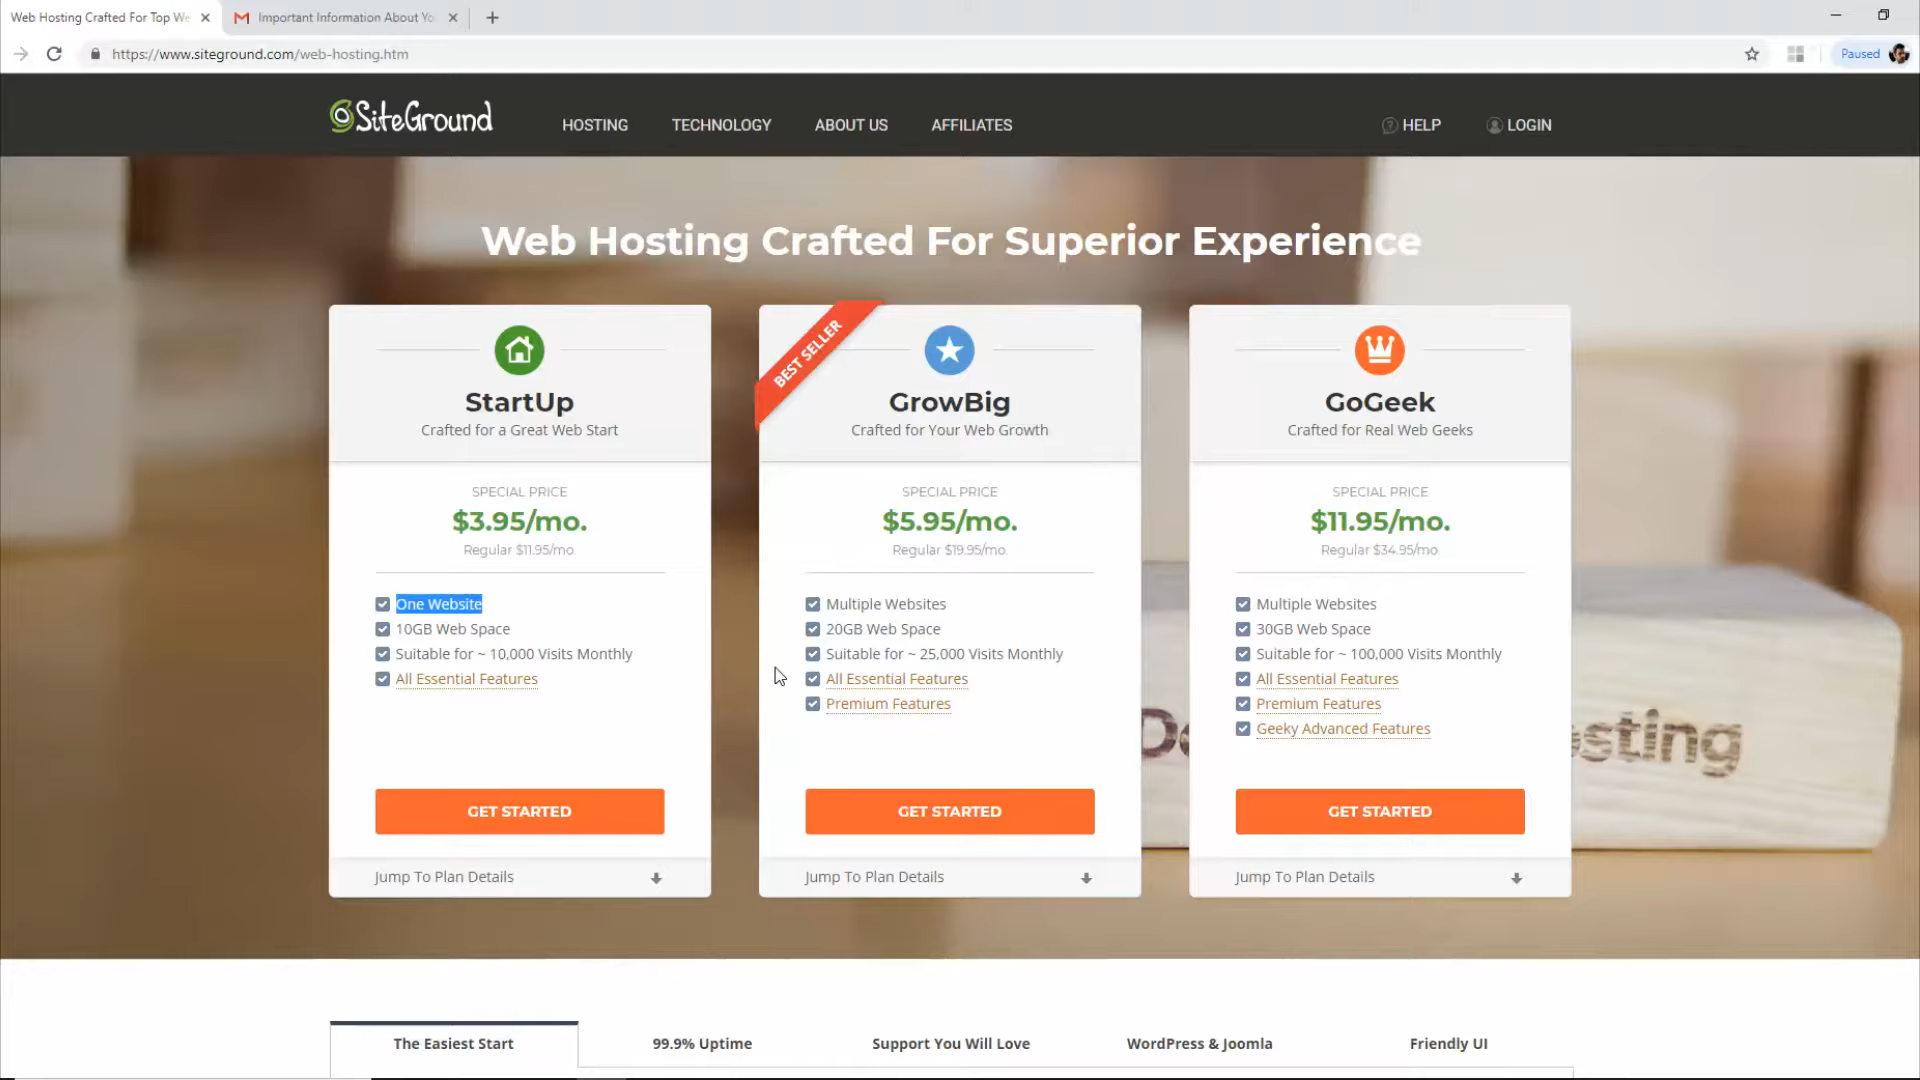 Web Hosting Crafted For Top We
Important Information About Yo
https://www.siteground.com/web-hosting.htm
Paused
SiteGround
HOSTING
TECHNOLOGY
ABOUT US
AFFILIATES
HELP
LOGIN
Web Hosting Crafted For Superior Experience
StartUp
Crafted for a Great Web Start
SPECIAL PRICE
$3.95/mo.
Regular $11.95/mo.
One Website
10GB Web Space
Suitable for ~ 10,000 Visits Monthly
All Essential Features
GET STARTED
Jump To Plan Details
BEST SELLER
GrowBig
Crafted for Your Web Growth
SPECIAL PRICE
$5.95/mo.
Regular $19.95/mo.
Multiple Websites
20GB Web Space
Suitable for ~ 25,000 Visits Monthly
All Essential Features
Premium Features
GET STARTED
Jump To Plan Details
GoGeek
Crafted for Real Web Geeks
SPECIAL PRICE
$11.95/mo.
Regular $34.95/mo.
Multiple Websites
30GB Web Space
Suitable for ~ 100,000 Visits Monthly
All Essential Features
Premium Features
Geeky Advanced Features
GET STARTED
Jump To Plan Details
The Easiest Start
99.9% Uptime
Support You Will Love
WordPress & Joomla
Friendly UI